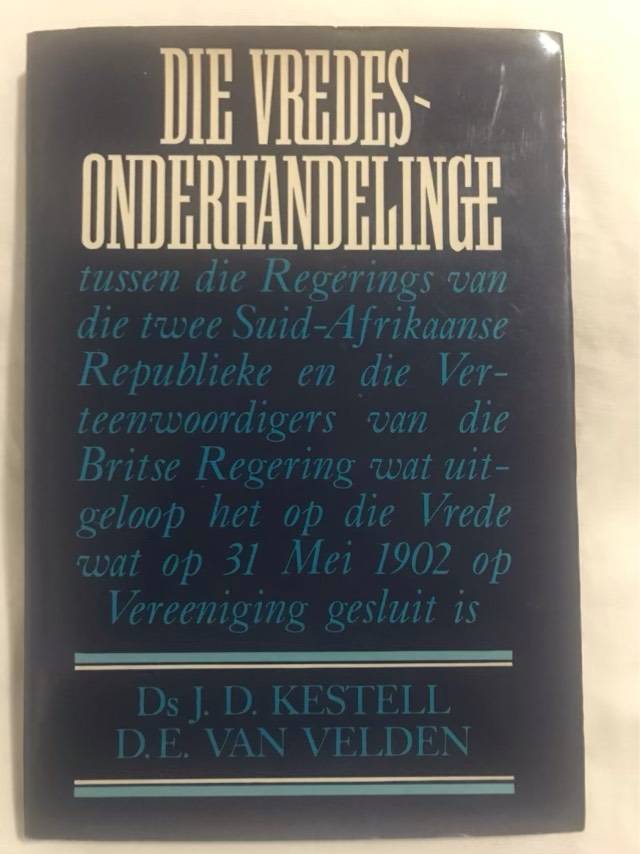 DIE VREDES-
ONDERHANDELINGE
tussen die Regerings van
die twee Suid-Afrikaanse
Republieke en die Ver-
teenwoordigers van die
Britse Regering wat uit-
geloop het op die Vrede
wat op 31 Mei 1902 op
Vereeniging gesluit is
Ds J. D. KESTELL
D. E. VAN VELDEN